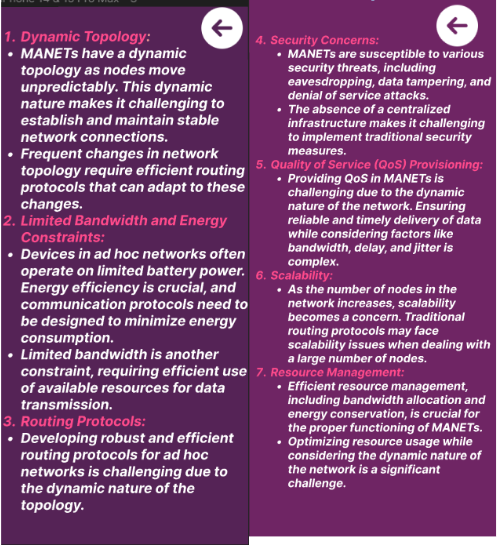 1. Dynamic Topology:
• MANETs have a dynamic
topology as nodes move
unpredictably. This dynamic
nature makes it challenging to
establish and maintain stable
network connections.
• Frequent changes in network
topology require efficient routing
protocols that can adapt to these
changes.
2. Limited Bandwidth and Energy
Constraints:
• Devices in ad hoc networks often
operate on limited battery power.
Energy efficiency is crucial, and
communication protocols need to
be designed to minimize energy
consumption.
• Limited bandwidth is another
constraint, requiring efficient use
of available resources for data
transmission.
3. Routing Protocols:
• Developing robust and efficient
routing protocols for ad hoc
networks is challenging due to
the dynamic nature of the
topology.
4. Security Concerns:
• MANETs are susceptible to various
security threats, including
eavesdropping, data tampering, and
denial of service attacks.
• The absence of a centralized
infrastructure makes it challenging
to implement traditional security
measures.
5. Quality of Service (QoS) Provisioning:
• Providing QoS in MANETs is
challenging due to the dynamic
nature of the network. Ensuring
reliable and timely delivery of data
while considering factors like
bandwidth, delay, and jitter is
complex.
6. Scalability:
• As the number of nodes in the
network increases, scalability
becomes a concern. Traditional
routing protocols may face
scalability issues when dealing with
a large number of nodes.
7. Resource Management:
• Efficient resource management,
including bandwidth allocation and
energy conservation, is crucial for
the proper functioning of MANETs.
• Optimizing resource usage while
considering the dynamic nature of
the network is a significant
challenge.